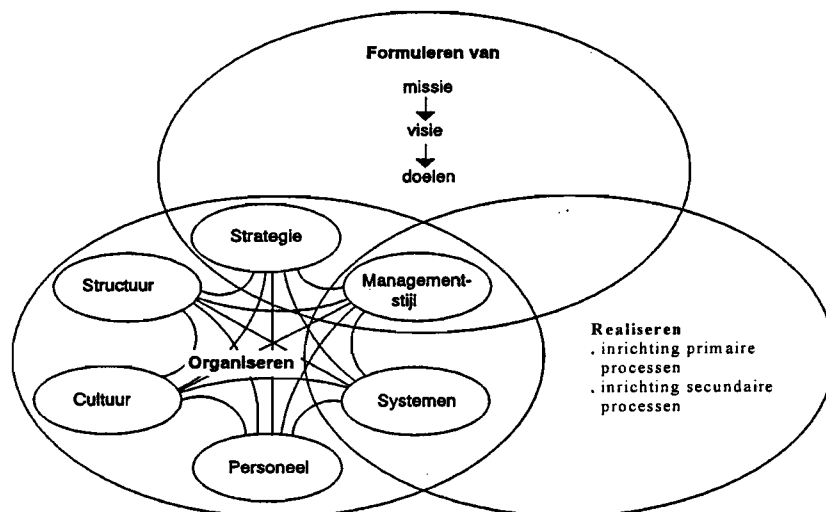 Formuleren van
missie
visie
doelen
Strategie
Structuur
Management-
stijl
Organiseren
Cultuur
Systemen
Personeel
Realiseren
. inrichting primaire
processen
. inrichting secundaire
processen